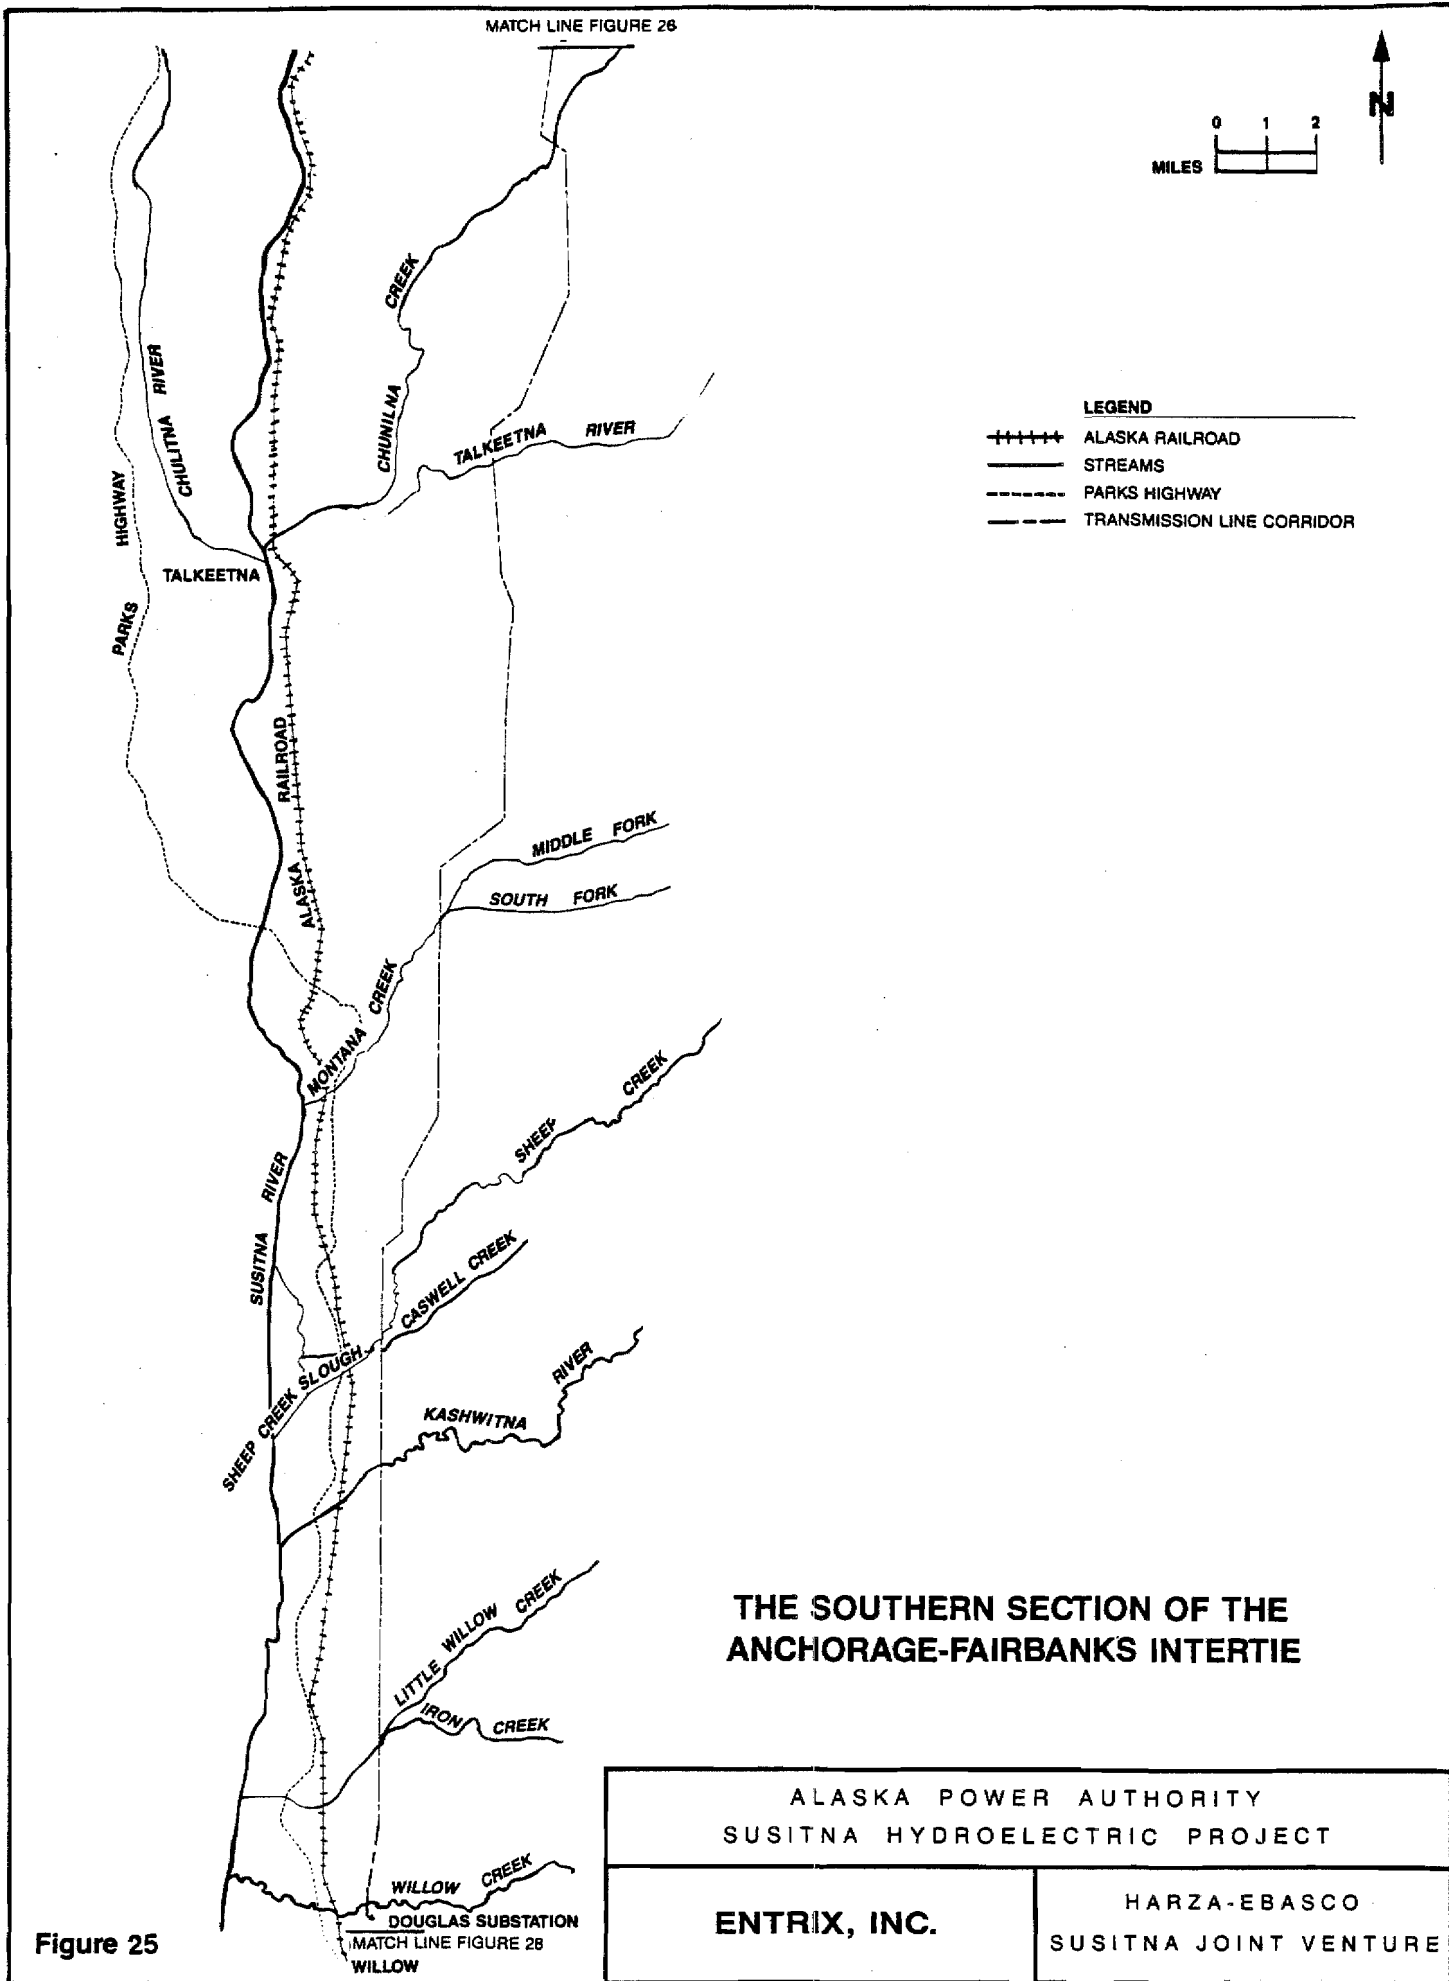 MATCH LINE FIGURE 26
N
0 1 2
MILES
LEGEND
ALASKA RAILROAD
STREAMS
PARKS HIGHWAY
TRANSMISSION LINE CORRIDOR
CHULITNA RIVER
CHUNILNA CREEK
TALKEETNA RIVER
PARKS HIGHWAY
TALKEETNA
ALASKA RAILROAD
MIDDLE FORK
SOUTH FORK
MONTANA CREEK
SUSITNA RIVER
SHEEP CREEK
CASWELL CREEK
SHEEP CREEK SLOUGH
KASHWITNA RIVER
LITTLE WILLOW CREEK
IRON CREEK
WILLOW CREEK
DOUGLAS SUBSTATION
MATCH LINE FIGURE 28
WILLOW
THE SOUTHERN SECTION OF THE
ANCHORAGE-FAIRBANKS INTERTIE
ALASKA POWER AUTHORITY
SUSITNA HYDROELECTRIC PROJECT
ENTRIX, INC.
HARZA-EBASCO
SUSITNA JOINT VENTURE
Figure 25